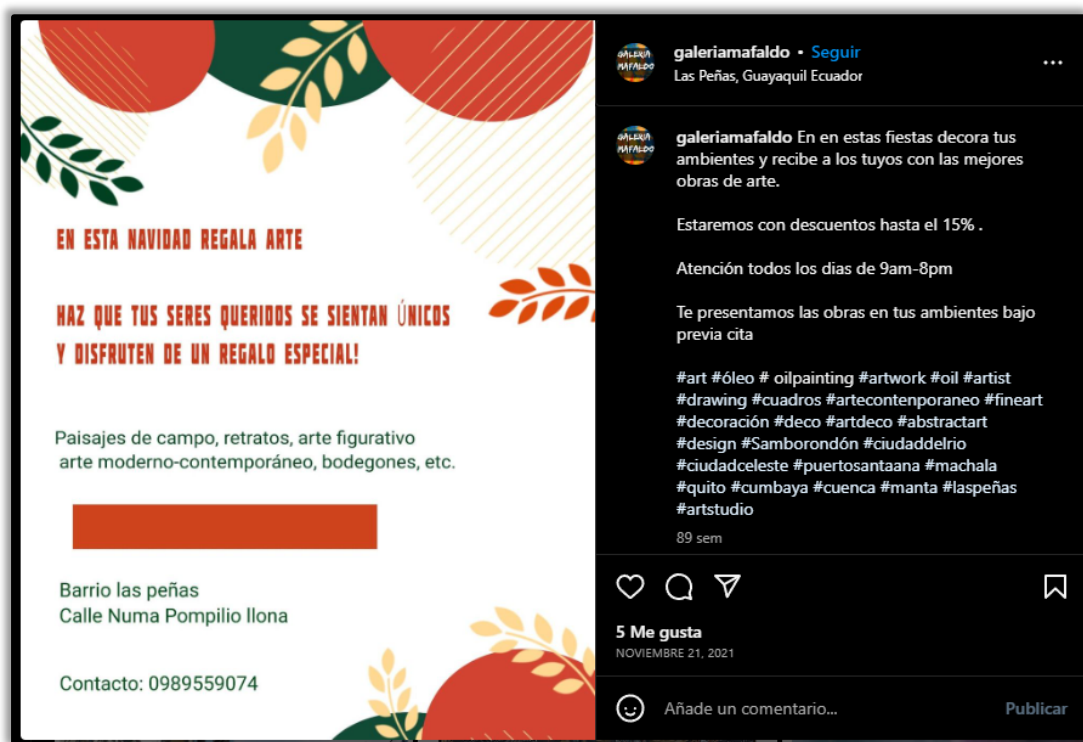 EN ESTA NAVIDAD REGALA ARTE
HAZ QUE TUS SERES QUERIDOS SE SIENTAN ÚNICOS
Y DISFRUTEN DE UN REGALO ESPECIAL!
Paisajes de campo, retratos, arte figurativo
arte moderno-contemporáneo, bodegones, etc.
Barrio las peñas
Calle Numa Pompilio llona
Contacto: 0989559074
GALERIA
MAFALDO
galeriamafaldo • Seguir
Las Peñas, Guayaquil Ecuador
GALERIA
MAFALDO
galeriamafaldo En en estas fiestas decora tus
ambientes y recibe a los tuyos con las mejores
obras de arte.
Estaremos con descuentos hasta el 15% .
Atención todos los dias de 9am-8pm
Te presentamos las obras en tus ambientes bajo
previa cita
#art #óleo # oilpainting #artwork #oil #artist
#drawing #cuadros #artecontenporaneo #fineart
#decoración #deco #artdeco #abstractart
#design #Samborondón #ciudaddelrio
#ciudadceleste #puertosantaana #machala
#quito #cumbaya #cuenca #manta #laspeñas
#artstudio
89 sem
5 Me gusta
NOVIEMBRE 21, 2021
Añade un comentario...
Publicar